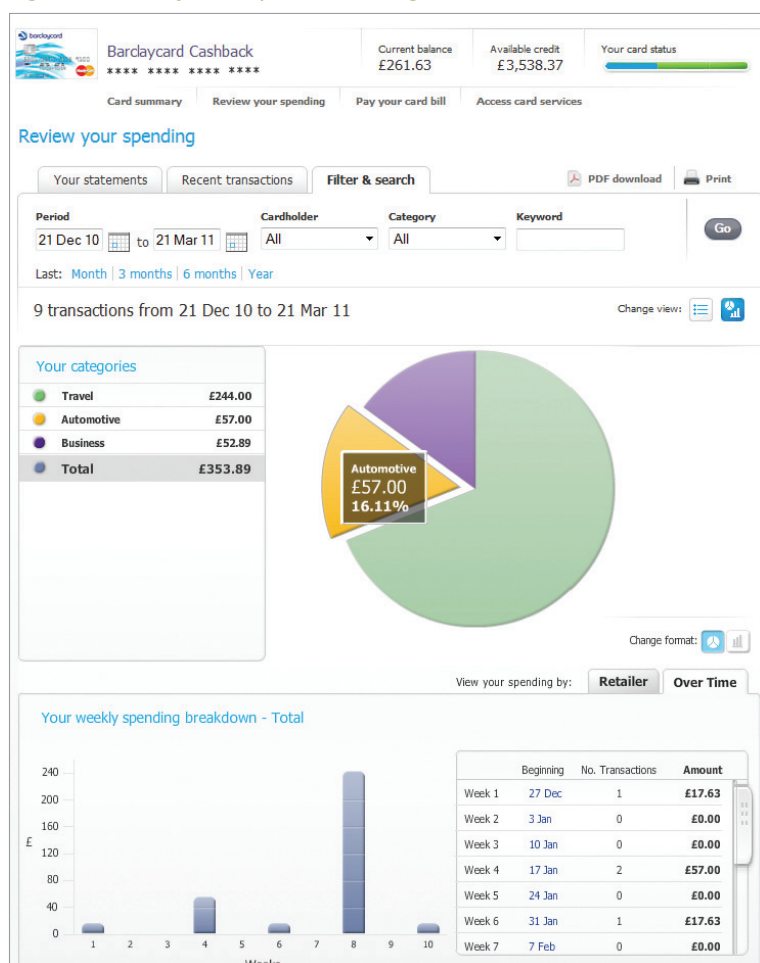 barclaycard
Barclaycard Cashback
**** **** **** ****
Current balance
£261.63
Available credit
£3,538.37
Your card status
Card summary Review your spending Pay your card bill Access card services
Review your spending
Your statements Recent transactions Filter & search PDF download Print
Period Cardholder Category Keyword
21 Dec 10 to 21 Mar 11 All All Go
Last: Month | 3 months | 6 months | Year
9 transactions from 21 Dec 10 to 21 Mar 11 Change view:
Your categories
Travel £244.00
Automotive £57.00
Business £52.89
Total £353.89
Automotive
£57.00
16.11%
Change format:
View your spending by: Retailer Over Time
Your weekly spending breakdown - Total
240
200
160
£
120
80
40
0
1 2 3 4 5 6 7 8 9 10
Weeks
Beginning No. Transactions Amount
Week 1 27 Dec 1 £17.63
Week 2 3 Jan 0 £0.00
Week 3 10 Jan 0 £0.00
Week 4 17 Jan 2 £57.00
Week 5 24 Jan 0 £0.00
Week 6 31 Jan 1 £17.63
Week 7 7 Feb 0 £0.00